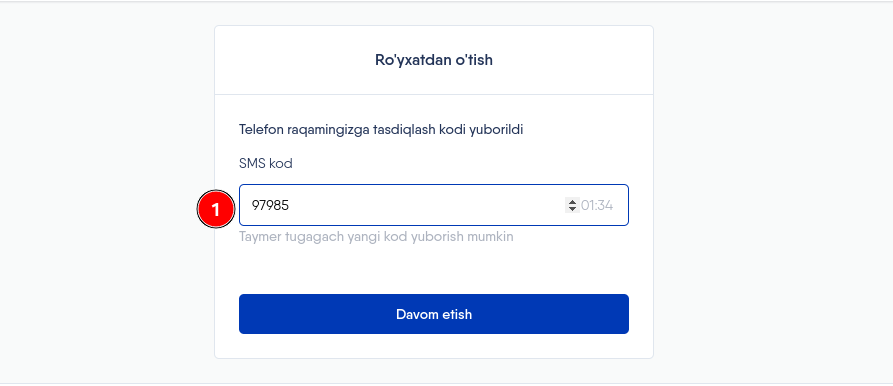 Ro'yxatdan o'tish
Telefon raqamingizga tasdiqlash kodi yuborildi
SMS kod
1
97985 01:34
Taymer tugagach yangi kod yuborish mumkin
Davom etish